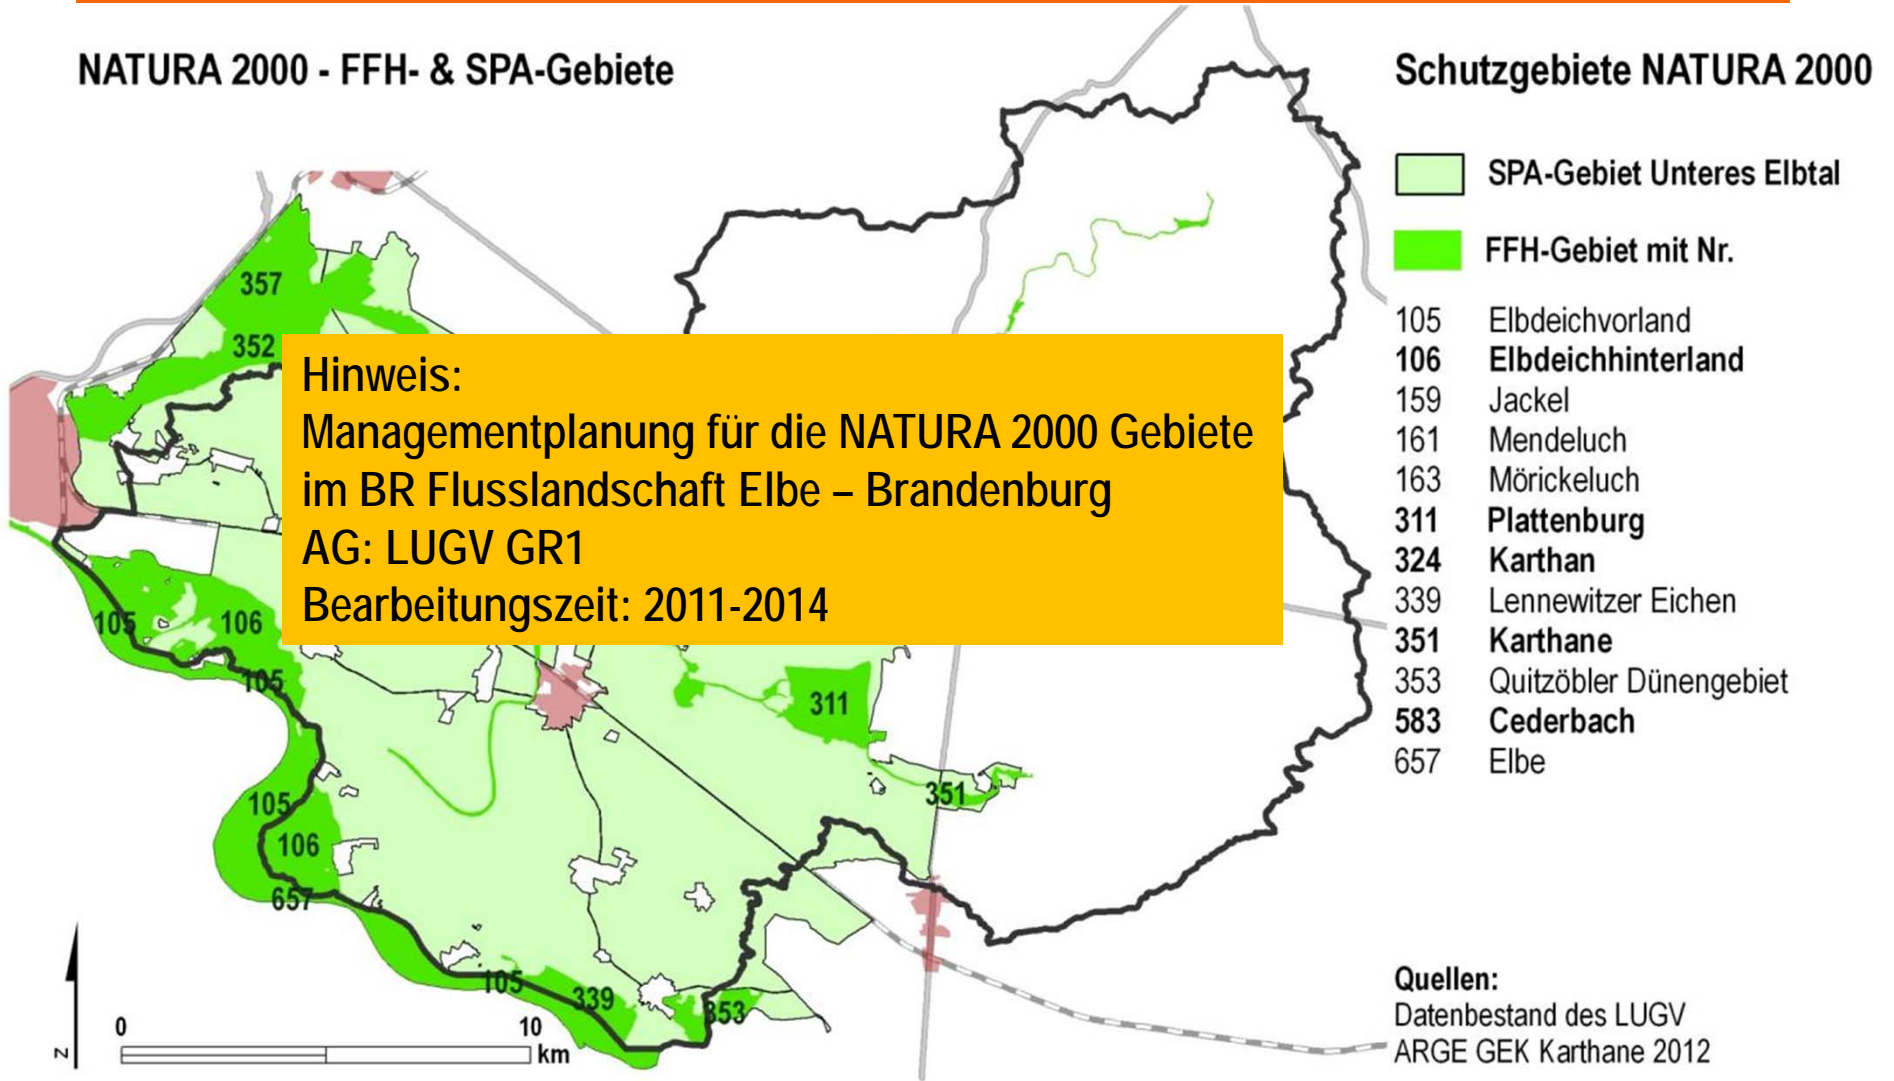 NATURA 2000 - FFH- & SPA-Gebiete
Schutzgebiete NATURA 2000
SPA-Gebiet Unteres Elbtal
FFH-Gebiet mit Nr.
105 Elbdeichvorland
106 Elbdeichhinterland
159 Jackel
161 Mendeluch
163 Mörickeluch
311 Plattenburg
324 Karthan
339 Lennewitzer Eichen
351 Karthane
353 Quitzöbler Dünengebiet
583 Cederbach
657 Elbe
357
352
Hinweis:
Managementplanung für die NATURA 2000 Gebiete
im BR Flusslandschaft Elbe – Brandenburg
AG: LUGV GR1
Bearbeitungszeit: 2011-2014
105
106
105
311
351
105
106
657
105
339
353
0 10
km
N
Quellen:
Datenbestand des LUGV
ARGE GEK Karthane 2012